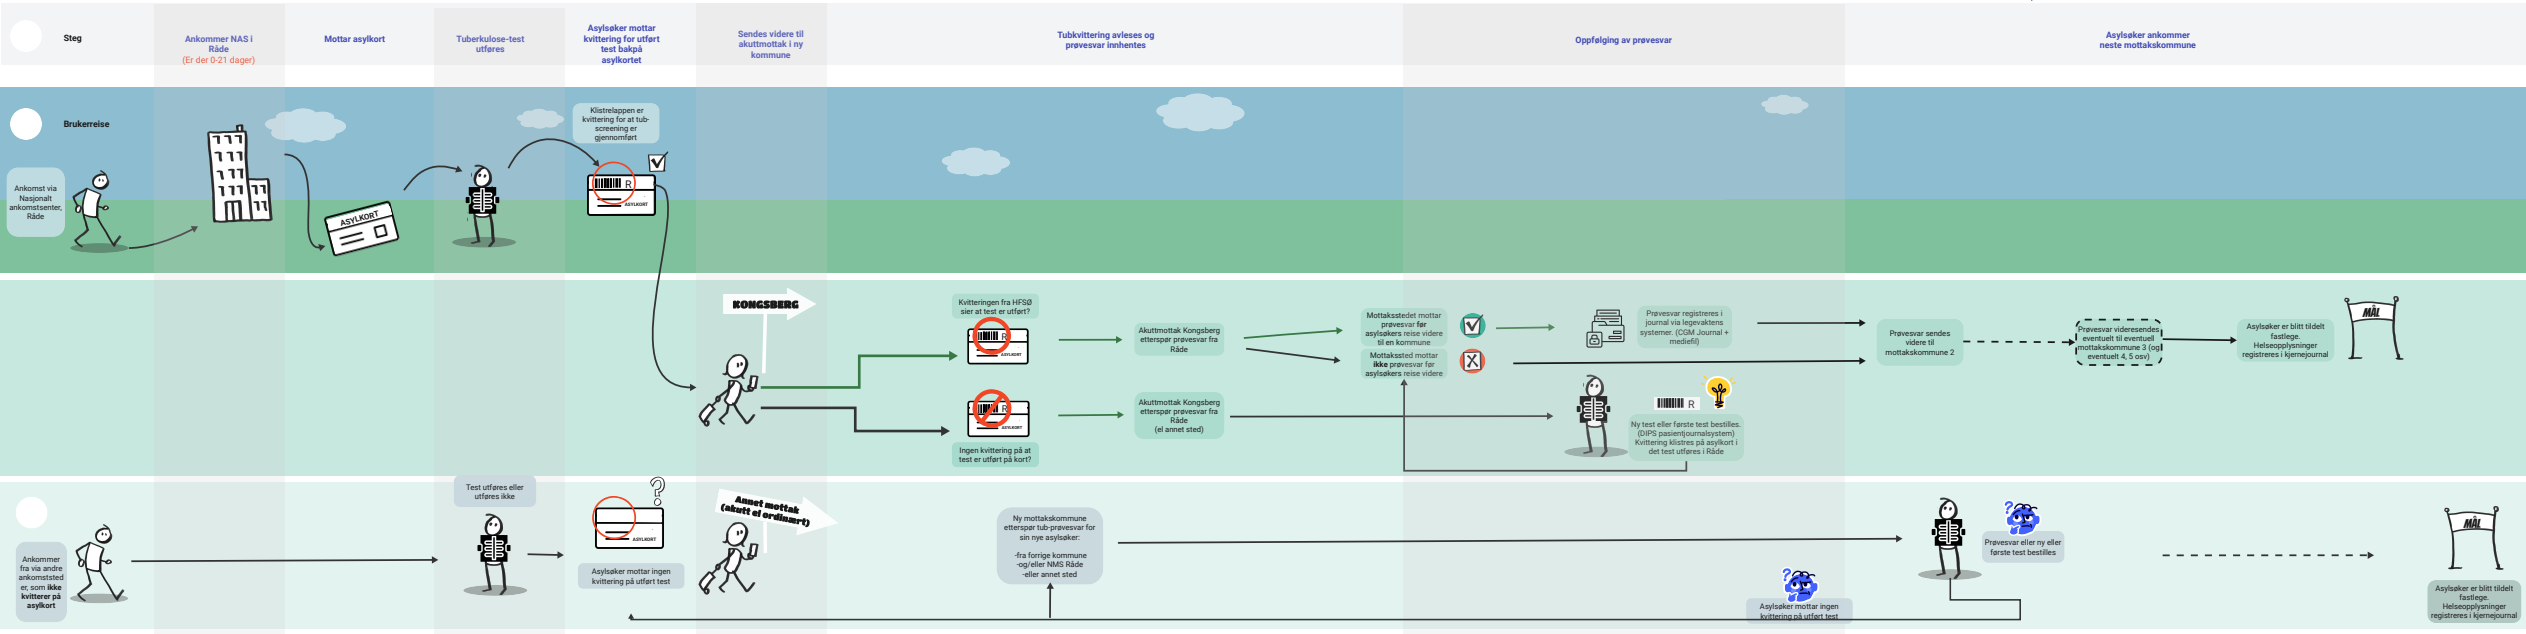 Steg
Ankommer NAS i
Råde
(Er der 0-21 dager)
Mottar asylkort
Tuberkulose-test
utføres
Asylsøker mottar
kvittering for utført
test bakpå
asylkortet
Sendes videre til
akuttmottak i ny
kommune
Tubkvittering avleses og
prøvesvar innhentes
Oppfølging av prøvesvar
Asylsøker ankommer
neste mottakskommune
Brukerreise
Klistrelappen er
kvittering for at tub-
screening er
gjennomført
Ankomst via
Nasjonalt
ankomstsenter,
Råde
ASYLKORT
R
ASYLKORT
KONGSBERG
Kvitteringen fra HFSØ
sier at test er utført?
R
ASYLKORT
Akuttmottak Kongsberg
etterspør prøvesvar fra
Råde
Mottaksstedet mottar
prøvesvar før
asylsøkers reise videre
til en kommune
Mottakssted mottar
ikke prøvesvar før
asylsøkers reise videre
Prøvesvar registreres i
journal via legevaktens
systemer. (CGM Journal +
mediefil)
Prøvesvar sendes
videre til
mottakskommune 2
Prøvesvar videresendes
eventuelt til eventuell
mottakskommune 3 (og
eventuelt 4, 5 osv)
Asylsøker er blitt tildelt
fastlege.
Helseopplysninger
registreres i kjernejournal
MÅL
R
ASYLKORT
Ingen kvittering på at
test er utført på kort?
Akuttmottak Kongsberg
etterspør prøvesvar fra
Råde
(el annet sted)
R
Ny test eller første test bestilles.
(DIPS pasientjournalsystem)
Kvittering klistres på asylkort i
det test utføres i Råde
Ankommer
fra via andre
ankomststed
er, som ikke
kvitterer på
asylkort
Test utføres eller
utføres ikke
?
ASYLKORT
Asylsøker mottar ingen
kvittering på utført test
Annet mottak
(akutt el ordinært)
Ny mottakskommune
etterspør tub-prøvesvar for
sin nye asylsøker:
-fra forrige kommune
-og/eller NMS Råde
-eller annet sted
?
Asylsøker mottar ingen
kvittering på utført test
?
Prøvesvar eller ny eller
første test bestilles
MÅL
Asylsøker er blitt tildelt
fastlege.
Helseopplysninger
registreres i kjernejournal